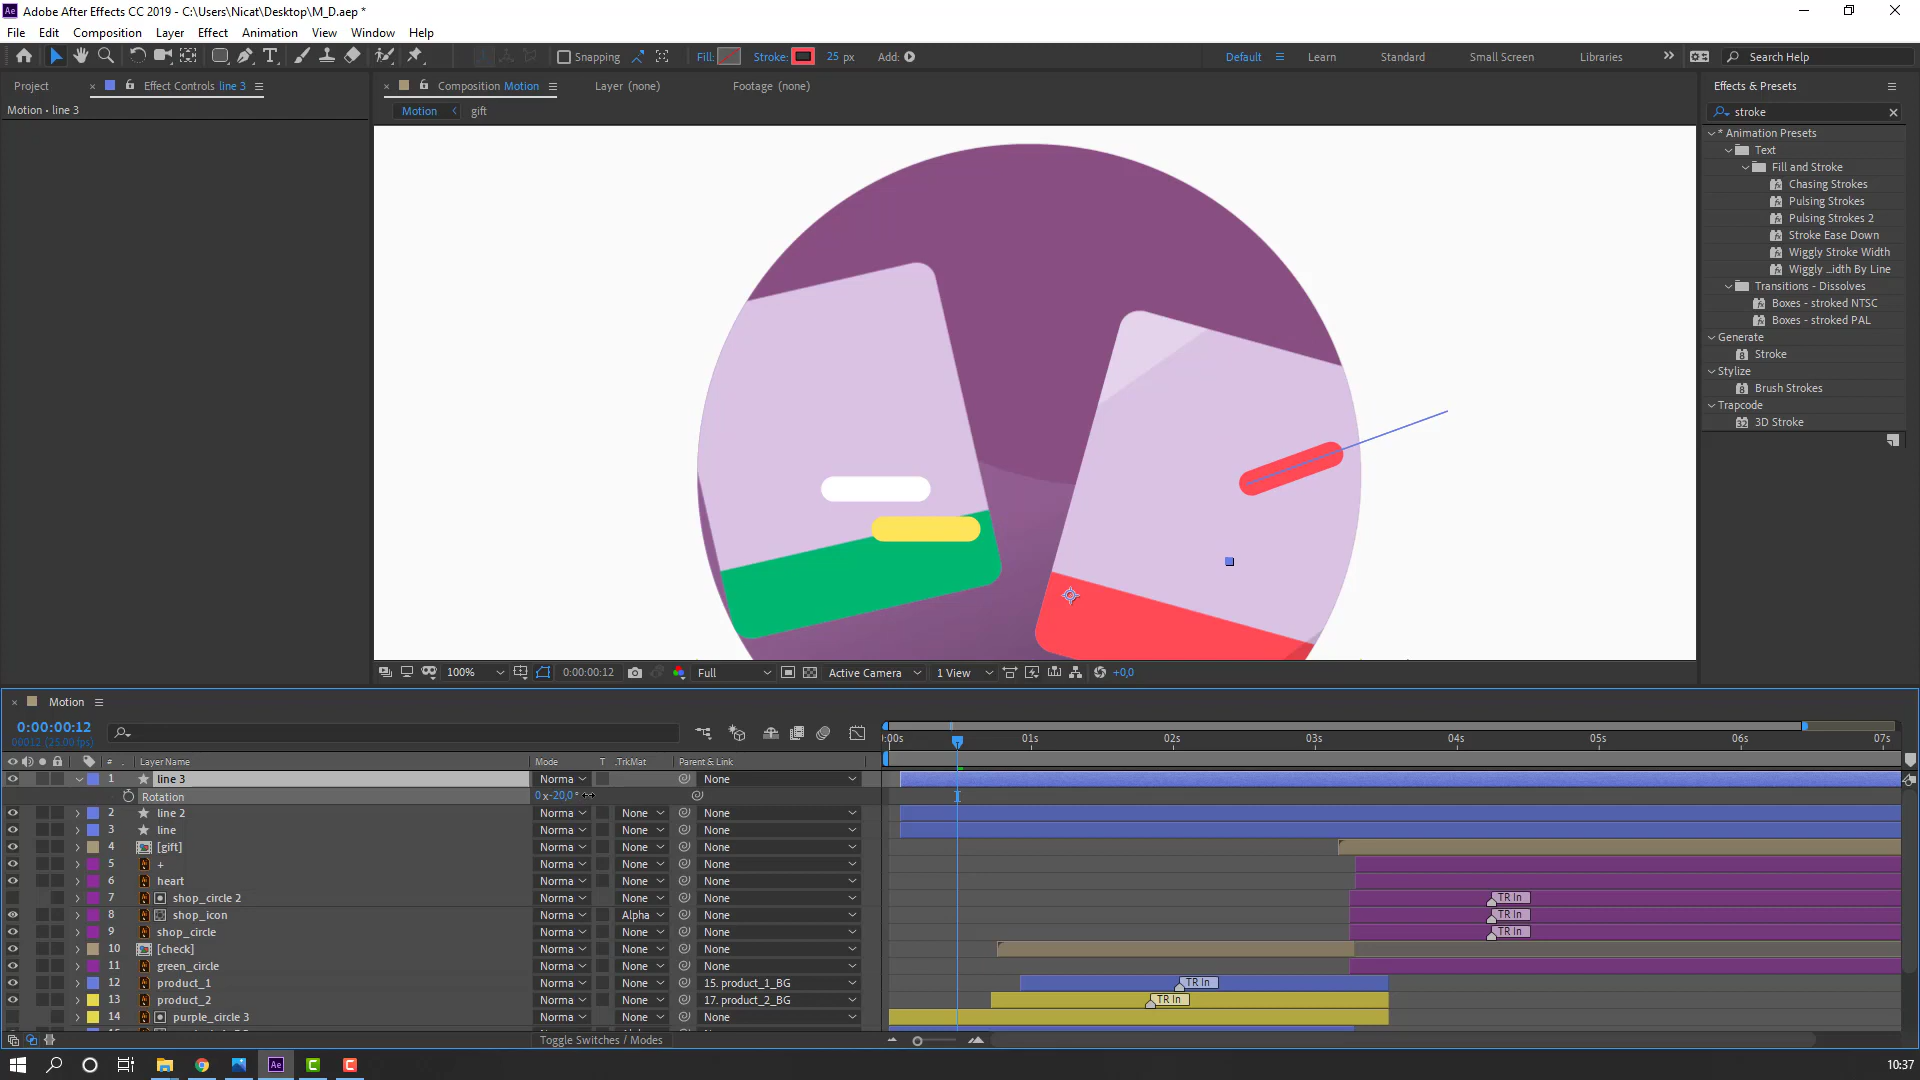 Adobe After Effects CC 2019 - C:\Users\Nicat\Desktop\M_D.aep *
File Edit Composition Layer Effect Animation View Window Help
Snapping Fill: Stroke: 25 px Add: Default Learn Standard Small Screen Libraries Search Help
Project Effect Controls line 3 Composition Motion Layer (none) Footage (none) Effects & Presets
Motion • line 3
Motion gift
stroke
* Animation Presets
Text
Fill and Stroke
Chasing Strokes
Pulsing Strokes
Pulsing Strokes 2
Stroke Ease Down
Wiggly Stroke Width
Wiggly ...idth By Line
Transitions - Dissolves
Boxes - stroked NTSC
Boxes - stroked PAL
Generate
Stroke
Stylize
Brush Strokes
Trapcode
3D Stroke
100% 0:00:00:12 Full Active Camera 1 View +0,0
Motion
0:00:00:12
00012 (25.00 fps)
:00s 01s 02s 03s 04s 05s 06s 07s
# Layer Name Mode T .TrkMat Parent & Link
1 line 3 Norma None
Rotation 0x-20,0°
2 line 2 Norma None None
3 line Norma None None
4 [gift] Norma None None
5 + Norma None None
6 heart Norma None None
7 shop_circle 2 Norma None None TR In
8 shop_icon Norma Alpha None TR In
9 shop_circle Norma None None TR In
10 [check] Norma None None
11 green_circle Norma None None
12 product_1 Norma None 15. product_1_BG TR In
13 product_2 Norma None 17. product_2_BG TR In
14 purple_circle 3 Norma None None
Toggle Switches / Modes
10:37